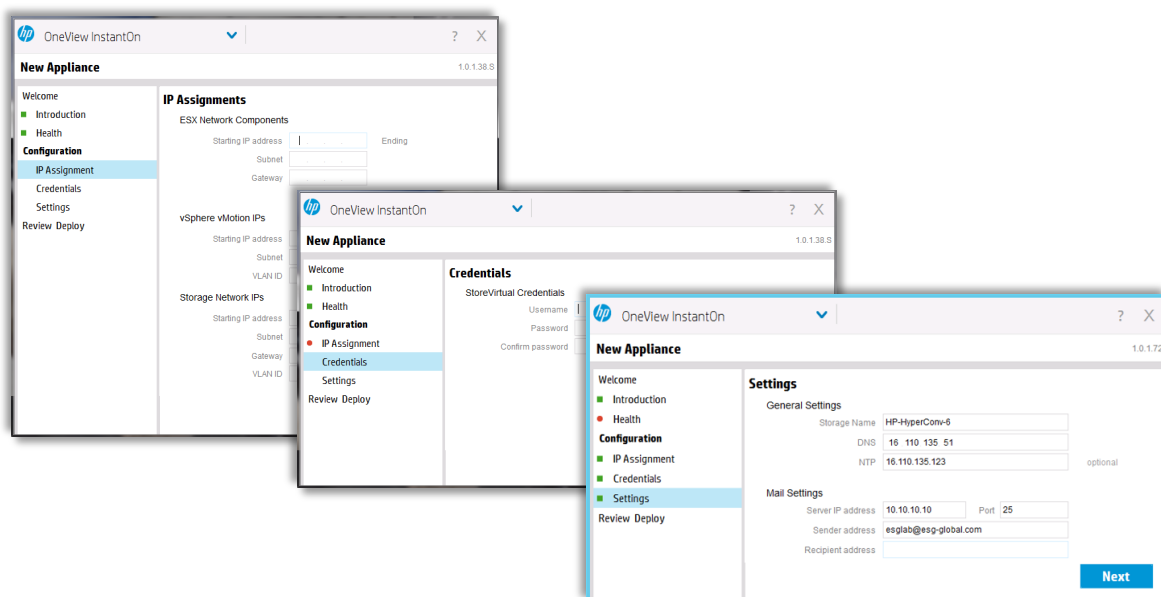 hp OneView InstantOn ? X
New Appliance 1.0.1.38.S
Welcome
Introduction
Health
Configuration
IP Assignment
Credentials
Settings
Review Deploy
IP Assignments
ESX Network Components
Starting IP address Ending
Subnet
Gateway
vSphere vMotion IPs
Starting IP address
Subnet
VLAN ID
Storage Network IPs
Starting IP address
Subnet
Gateway
VLAN ID
hp OneView InstantOn ? X
New Appliance 1.0.1.38.S
Welcome
Introduction
Health
Configuration
IP Assignment
Credentials
Settings
Review Deploy
Credentials
StoreVirtual Credentials
Username
Password
Confirm password
hp OneView InstantOn ? X
New Appliance 1.0.1.72
Welcome
Introduction
Health
Configuration
IP Assignment
Credentials
Settings
Review Deploy
Settings
General Settings
Storage Name HP-HyperConv-6
DNS 16 110 135 51
NTP 16.110.135.123 optional
Mail Settings
Server IP address 10.10.10.10 Port 25
Sender address esglab@esg-global.com
Recipient address
Next